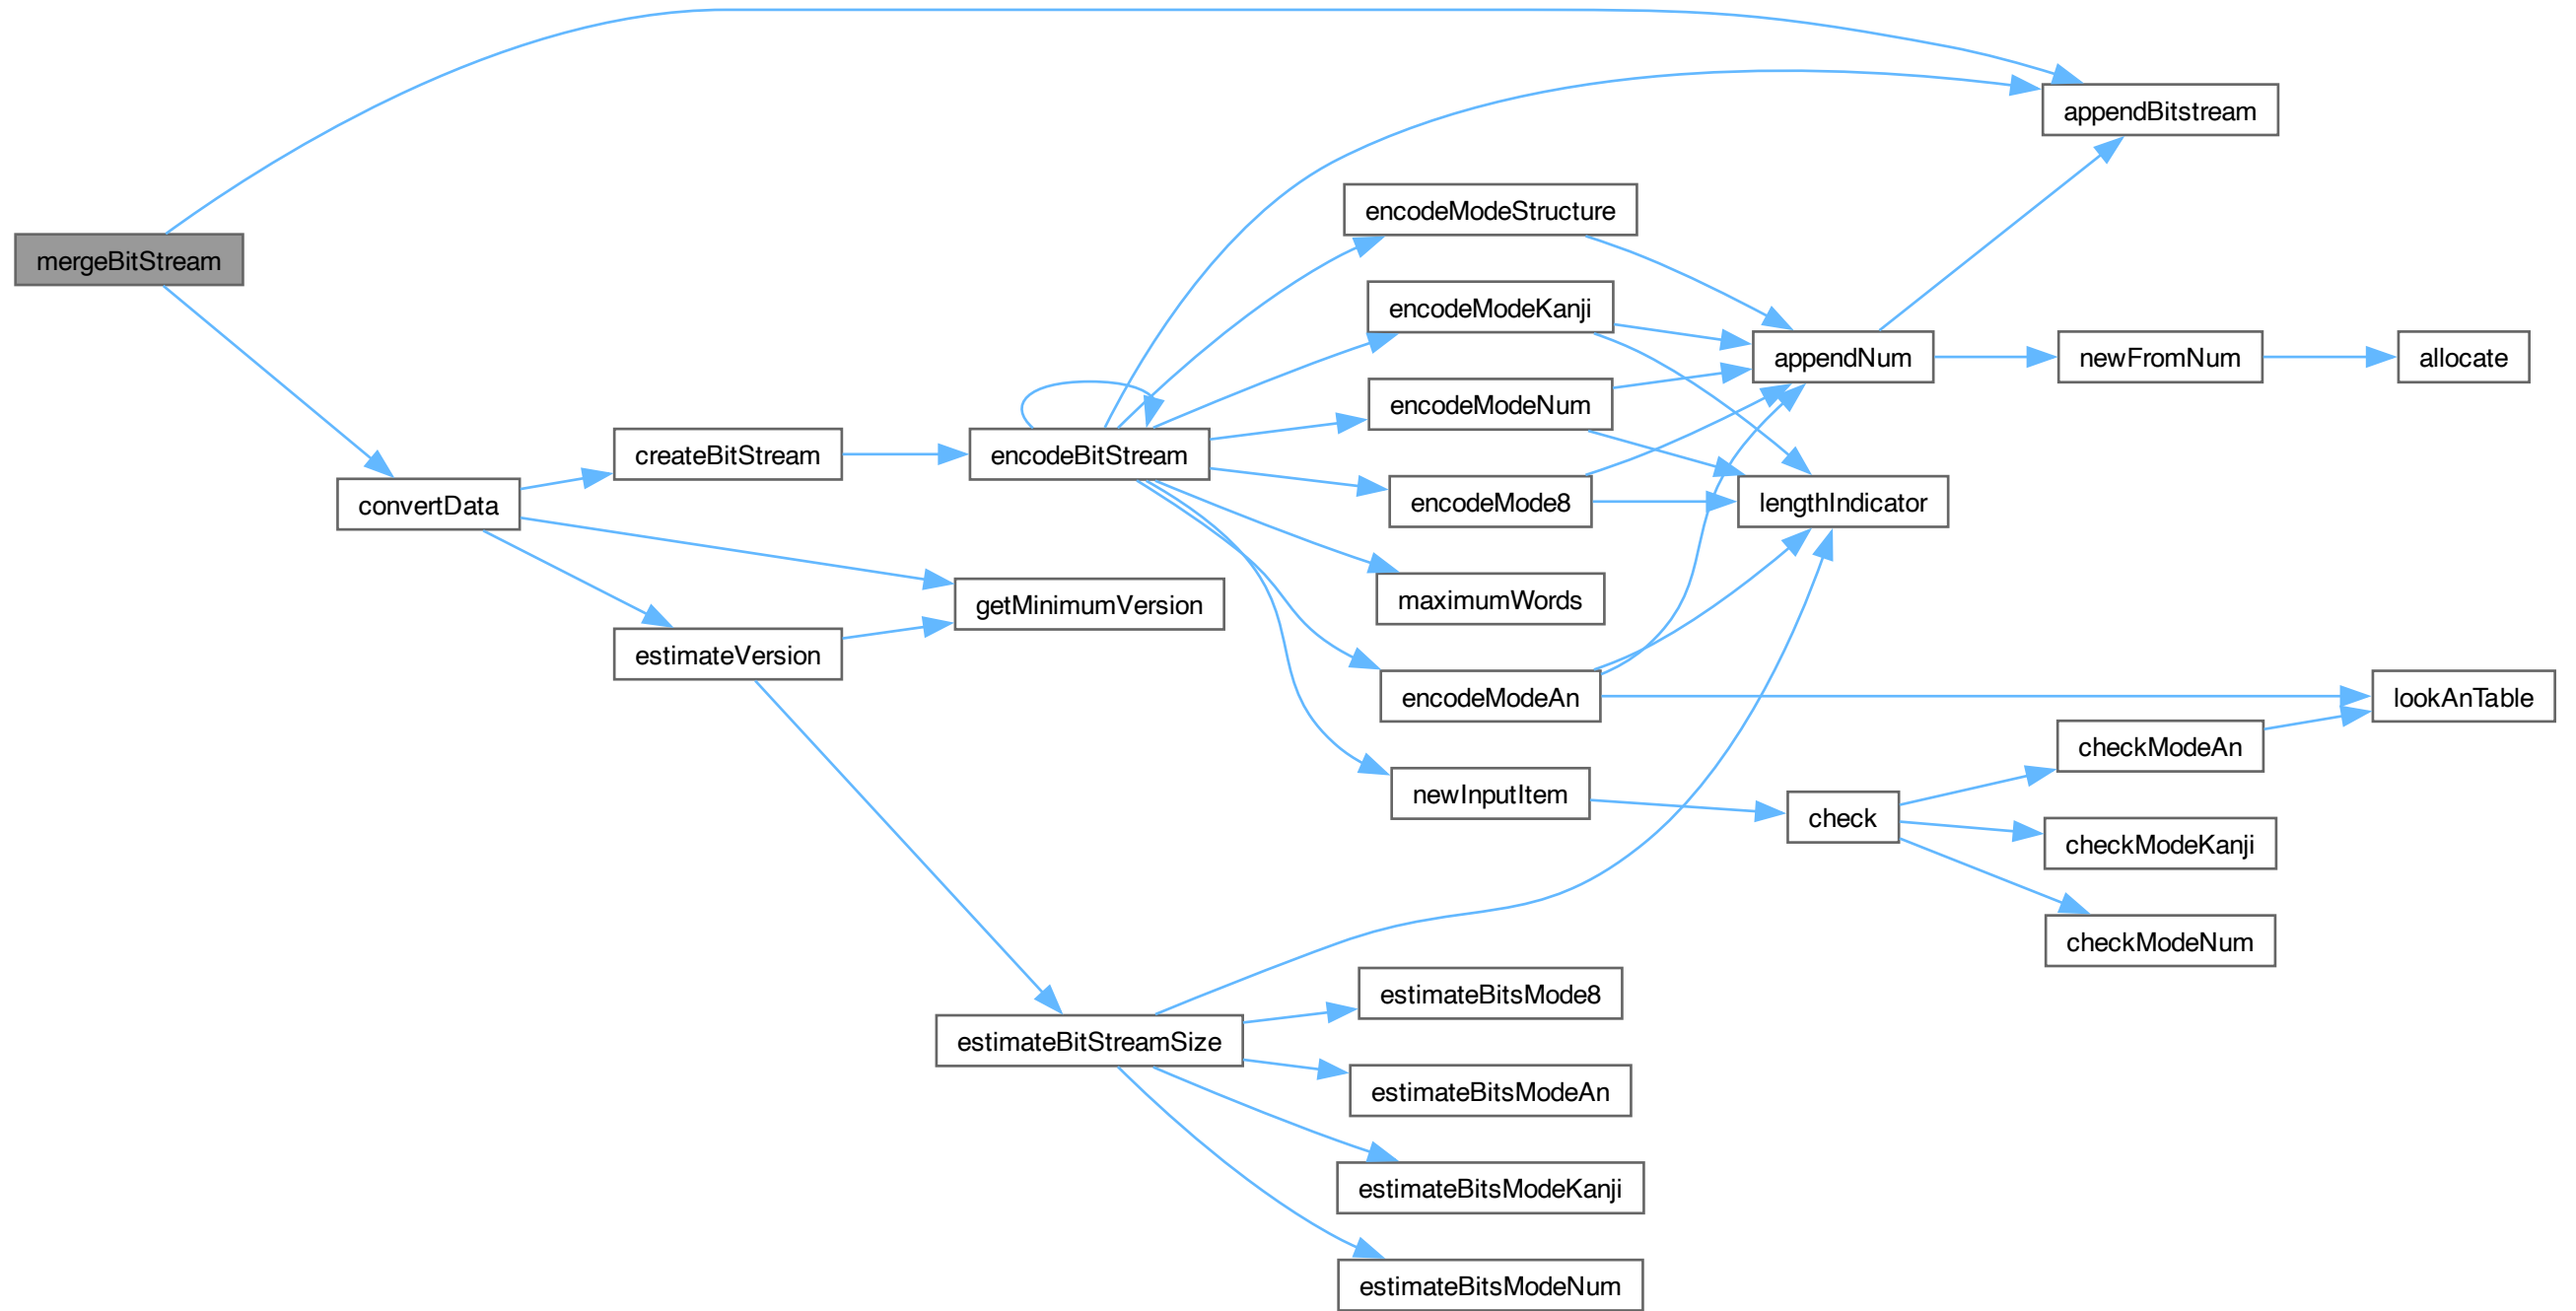 appendBitstream
encodeModeStructure
mergeBitStream
encodeModeKanji
appendNum
newFromNum
allocate
encodeModeNum
createBitStream
encodeBitStream
convertData
encodeMode8
lengthIndicator
getMinimumVersion
maximumWords
estimateVersion
encodeModeAn
lookAnTable
checkModeAn
newInputItem
check
checkModeKanji
checkModeNum
estimateBitsMode8
estimateBitStreamSize
estimateBitsModeAn
estimateBitsModeKanji
estimateBitsModeNum